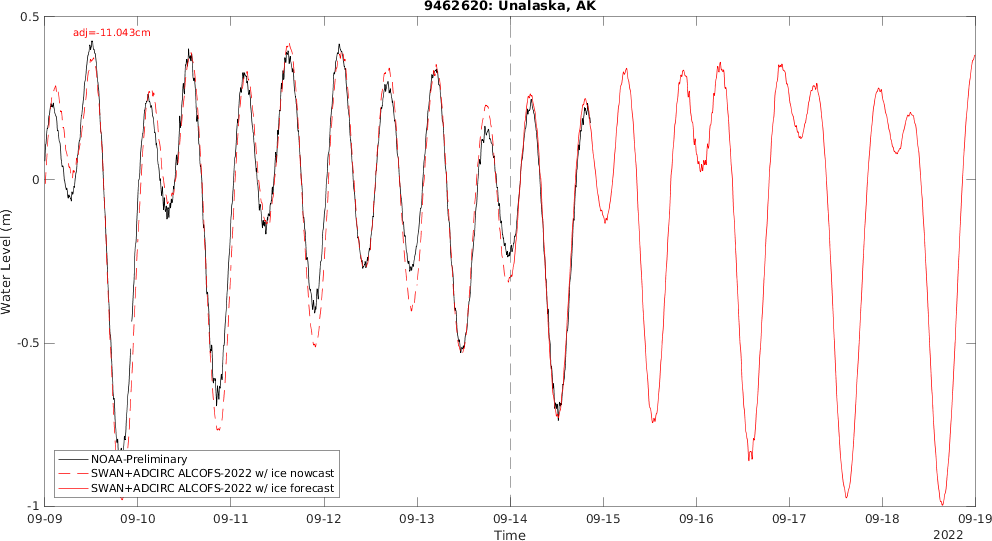 9462620: Unalaska, AK
adj=-11.043cm
0.5
0
-0.5
-1
Water Level (m)
NOAA-Preliminary
SWAN+ADCIRC ALCOFS-2022 w/ ice nowcast
SWAN+ADCIRC ALCOFS-2022 w/ ice forecast
09-09 09-10 09-11 09-12 09-13 09-14 09-15 09-16 09-17 09-18 09-19
Time
2022